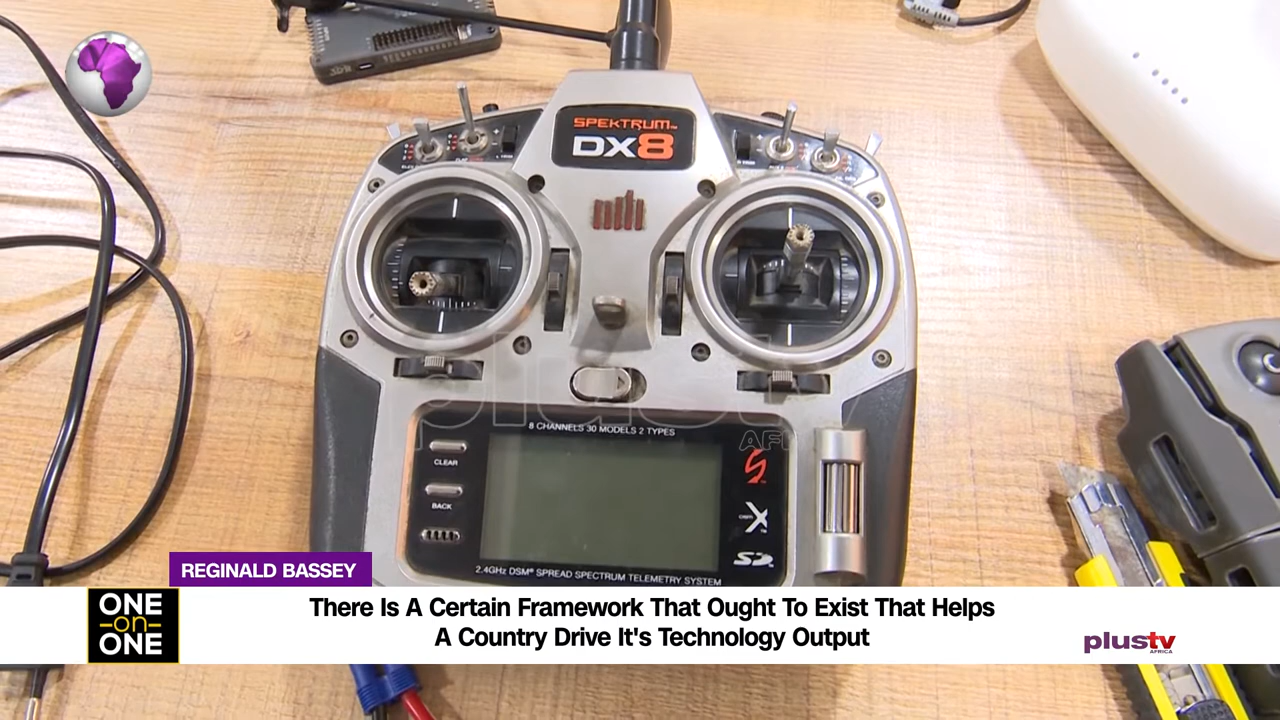 SPEKTRUM
DX8
8 CHANNELS 30 MODELS 2 TYPES
CLEAR
BACK
X
SD
2.4GHz DSM® SPREAD SPECTRUM TELEMETRY SYSTEM
REGINALD BASSEY
ONE
-on-
ONE
There Is A Certain Framework That Ought To Exist That Helps
A Country Drive It's Technology Output
plustv
AFRICA